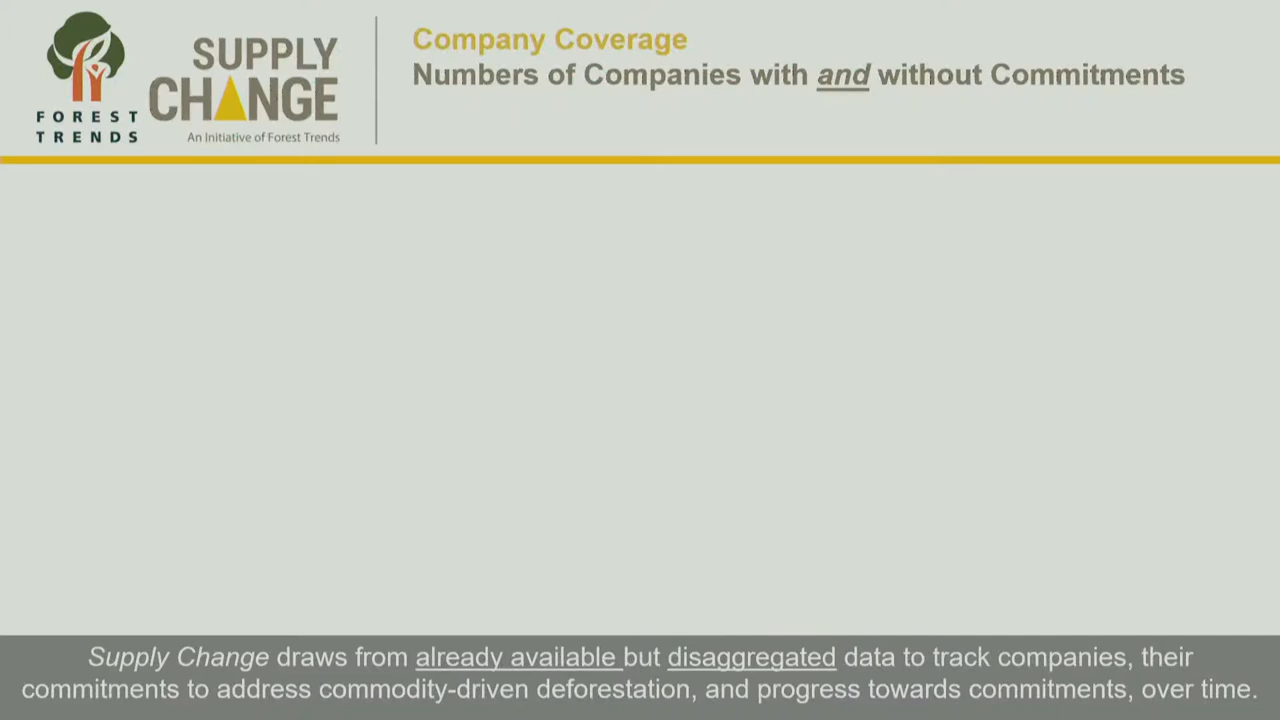 FOREST
TRENDS
SUPPLY
CHANGE
An Initiative of Forest Trends
Company Coverage
Numbers of Companies with and without Commitments
Supply Change draws from already available but disaggregated data to track companies, their
commitments to address commodity-driven deforestation, and progress towards commitments, over time.